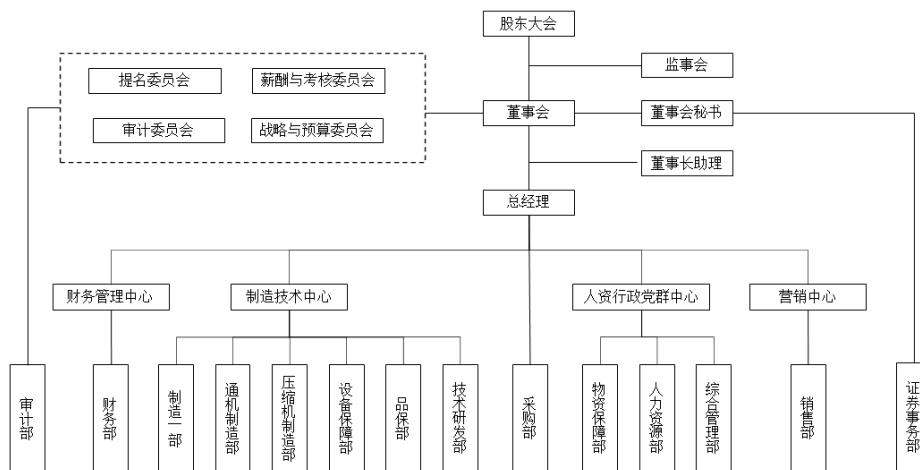 股东大会
监事会
提名委员会
薪酬与考核委员会
董事会
董事会秘书
审计委员会
战略与预算委员会
董事长助理
总经理
财务管理中心
制造技术中心
人资行政党群中心
营销中心
审计部
财务部
制造一部
通机制造部
压缩机制造部
设备保障部
品保部
技术研发部
采购部
物资保障部
人力资源部
综合管理部
销售部
证券事务部